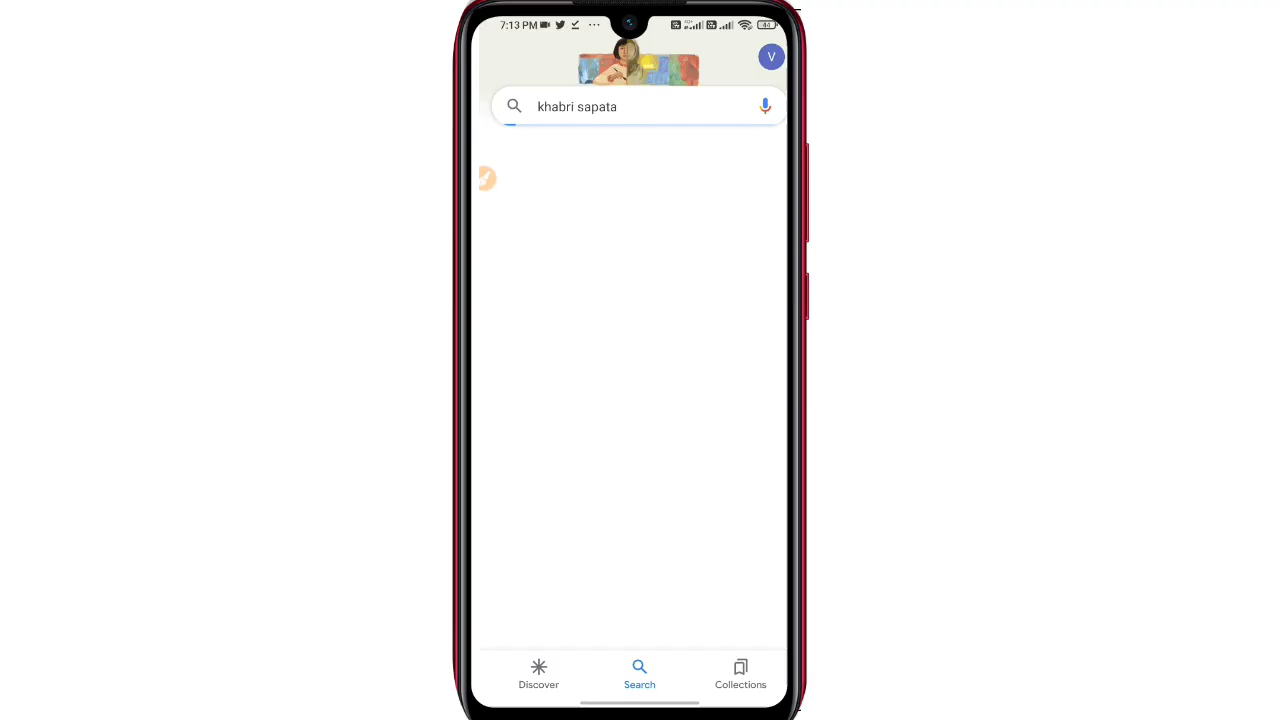 7:13 PM
V
khabri sapata
Discover
Search
Collections